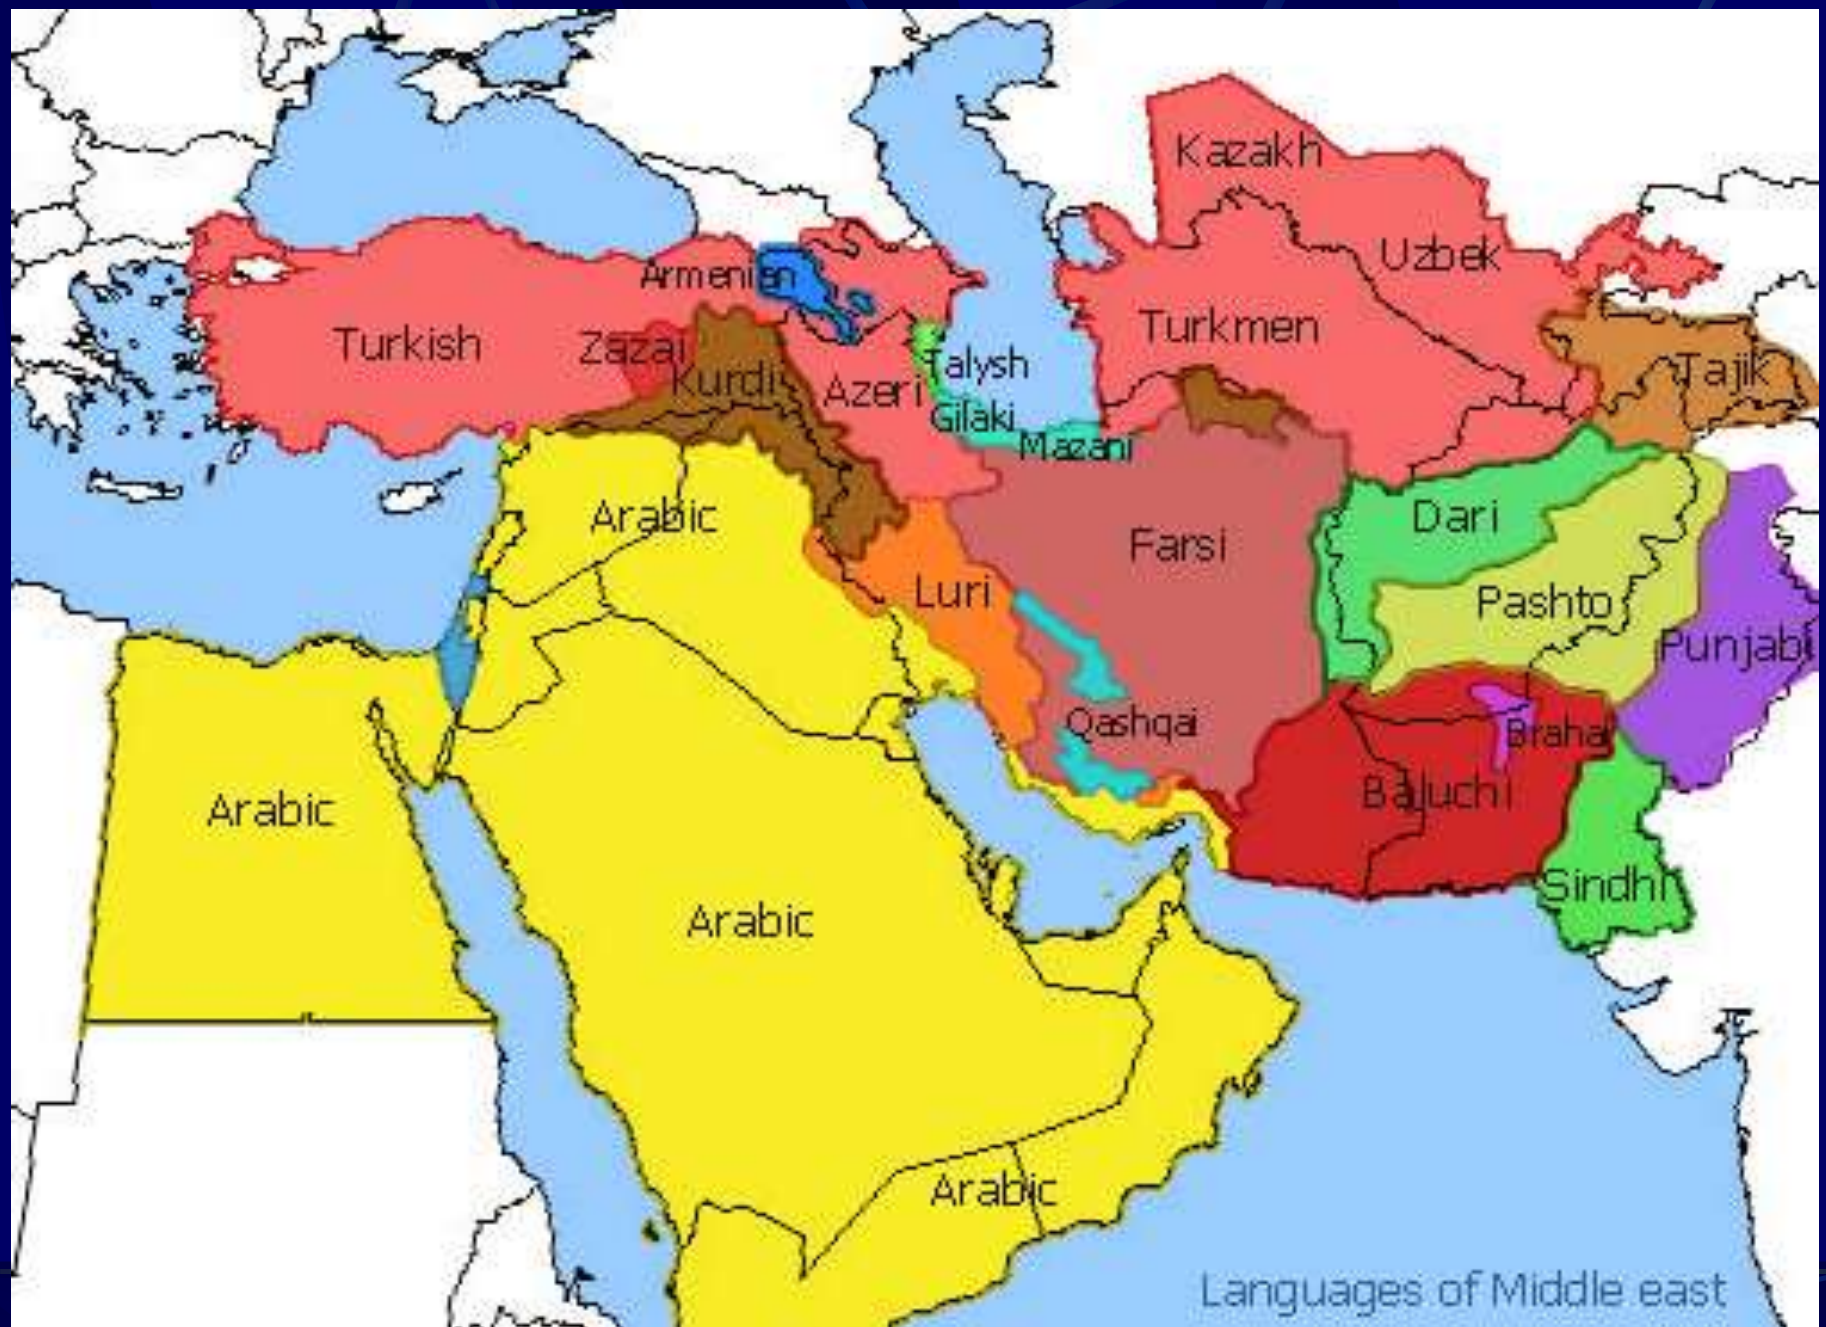 Kazakh
Uzbek
Armenian
Turkmen
Turkish
Zazai
Talysh
Tajik
Kurdi
Azeri
Gilaki
Mazani
Arabic
Dari
Farsi
Luri
Pashto
Punjabi
Qashqai
Brahai
Baluchi
Arabic
Sindhi
Arabic
Arabic
Languages of Middle east